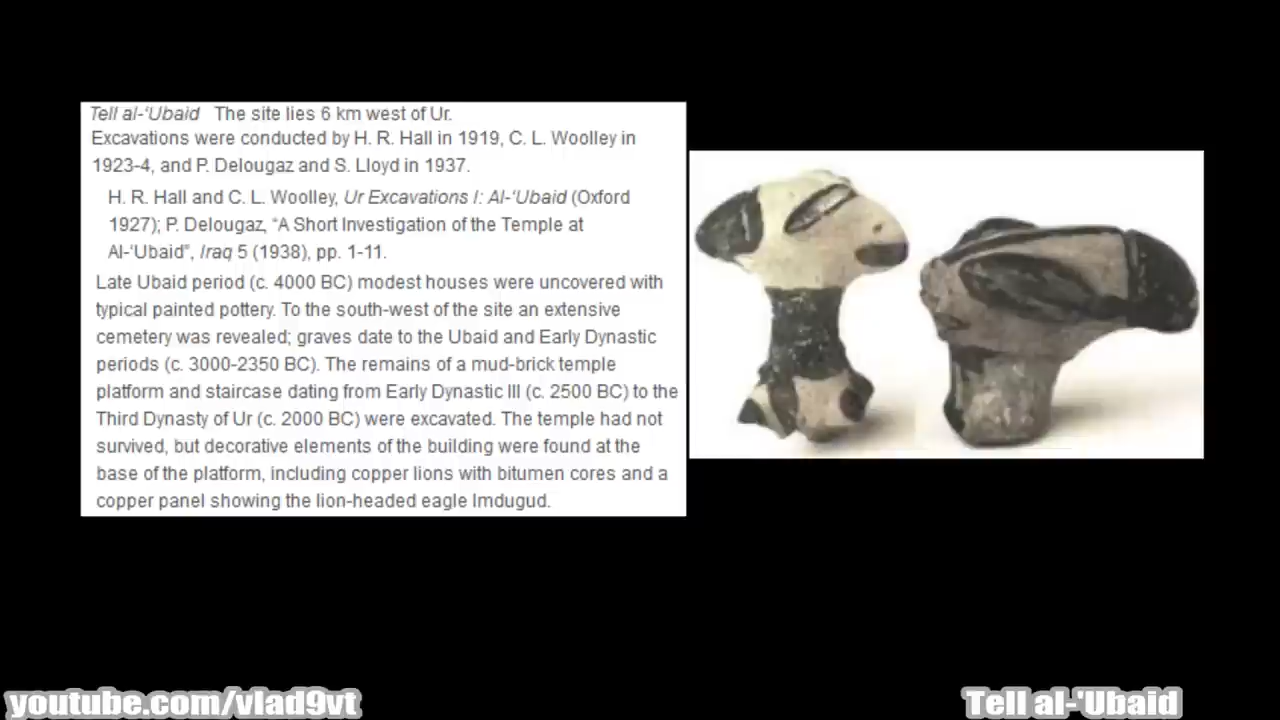 Tell al-‘Ubaid The site lies 6 km west of Ur.
Excavations were conducted by H. R. Hall in 1919, C. L. Woolley in
1923-4, and P. Delougaz and S. Lloyd in 1937.
H. R. Hall and C. L. Woolley, Ur Excavations I: Al-‘Ubaid (Oxford
1927); P. Delougaz, “A Short Investigation of the Temple at
Al-‘Ubaid”, Iraq 5 (1938), pp. 1-11.
Late Ubaid period (c. 4000 BC) modest houses were uncovered with
typical painted pottery. To the south-west of the site an extensive
cemetery was revealed; graves date to the Ubaid and Early Dynastic
periods (c. 3000-2350 BC). The remains of a mud-brick temple
platform and staircase dating from Early Dynastic III (c. 2500 BC) to the
Third Dynasty of Ur (c. 2000 BC) were excavated. The temple had not
survived, but decorative elements of the building were found at the
base of the platform, including copper lions with bitumen cores and a
copper panel showing the lion-headed eagle Imdugud.
youtube.com/vlad9vt
Tell al-'Ubaid